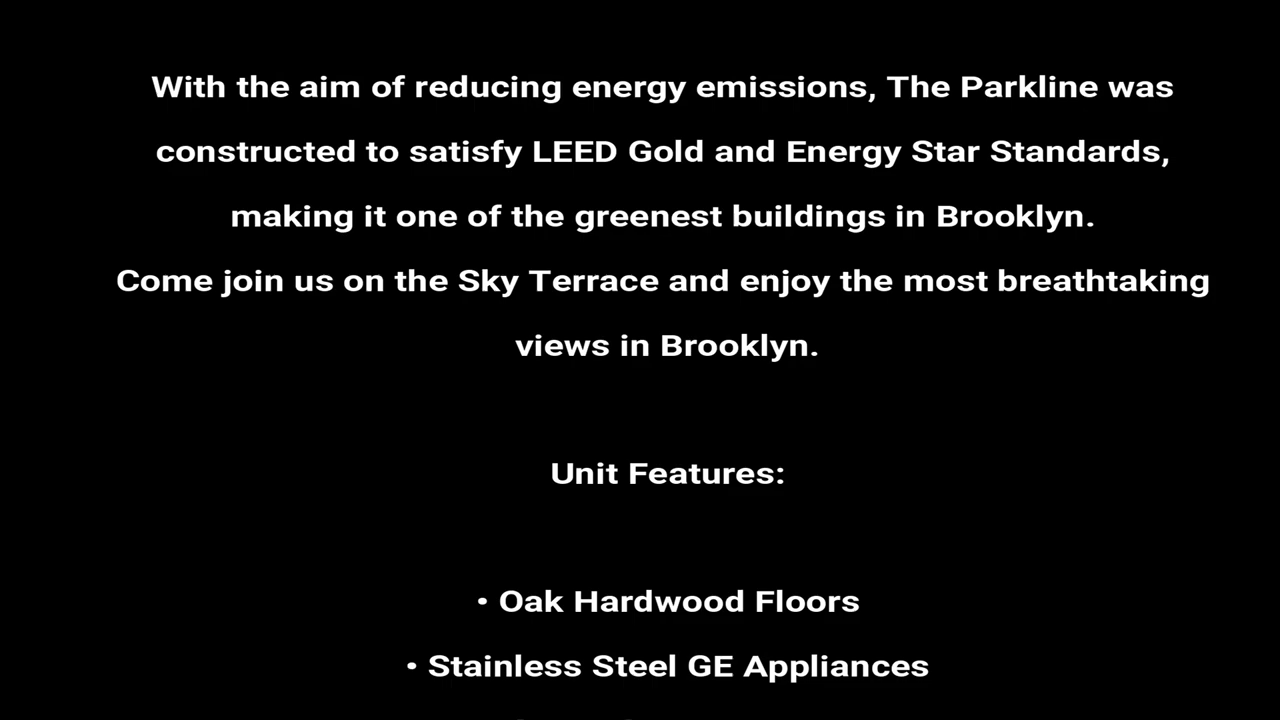 With the aim of reducing energy emissions, The Parkline was
constructed to satisfy LEED Gold and Energy Star Standards,
making it one of the greenest buildings in Brooklyn.
Come join us on the Sky Terrace and enjoy the most breathtaking
views in Brooklyn.
Unit Features:
• Oak Hardwood Floors
• Stainless Steel GE Appliances